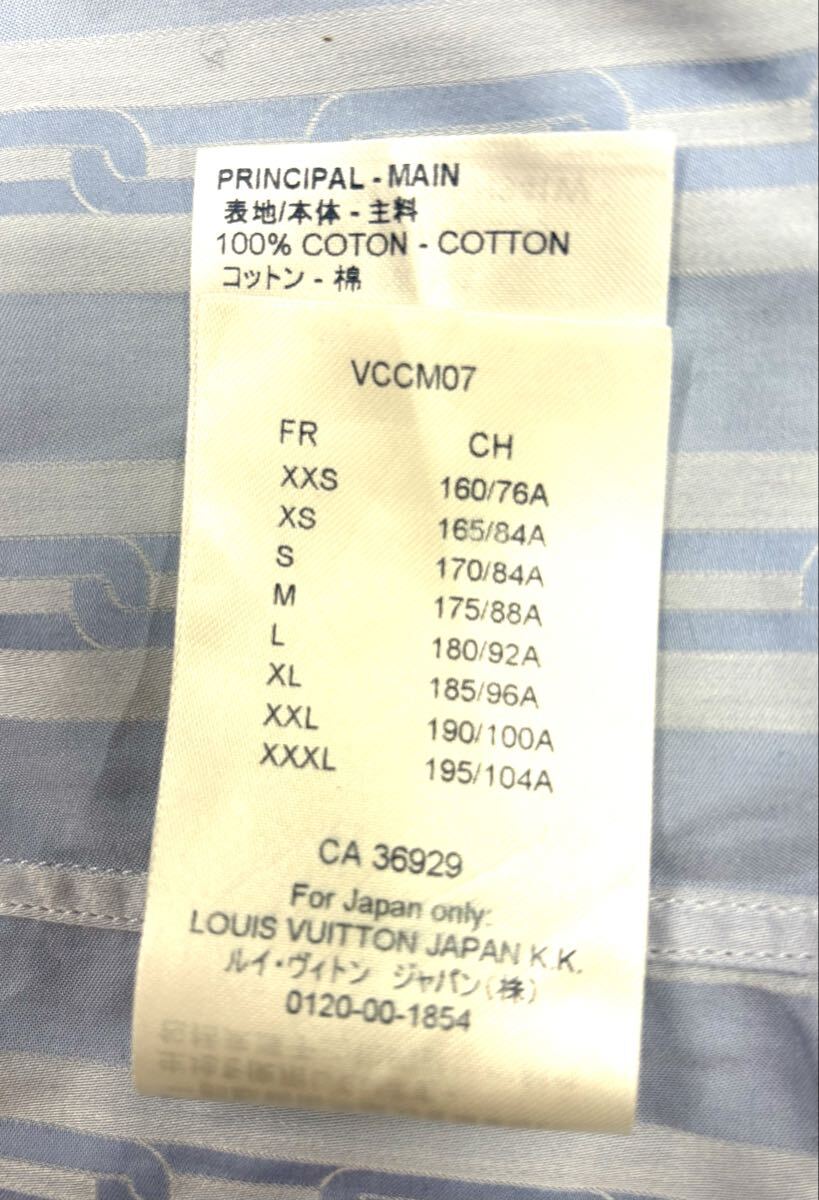 PRINCIPAL - MAIN
表地/本体 - 主料
100% COTON - COTTON
コットン - 棉
VCCM07
FR CH
XXS 160/76A
XS 165/84A
S 170/84A
M 175/88A
L 180/92A
XL 185/96A
XXL 190/100A
XXXL 195/104A
CA 36929
For Japan only:
LOUIS VUITTON JAPAN K.K.
ルイ・ヴィトン ジャパン(株)
0120-00-1854